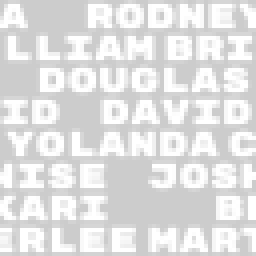 A RODNEY
LLIAM BRI
DOUGLAS
ID DAVID
YOLANDA C
NISE JOSH
KARI B
ERLEE MART